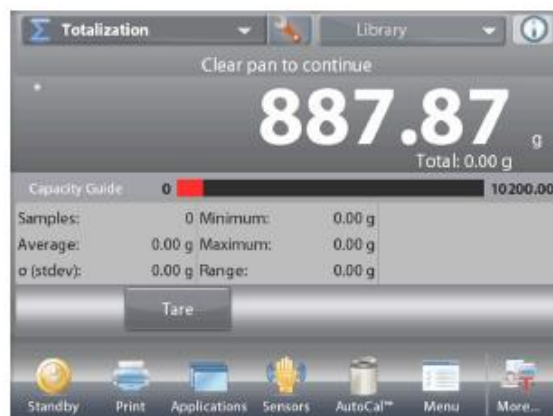 Σ Totalization Library
Clear pan to continue
887.87 g
Total: 0.00 g
Capacity Guide 0 10200.00
Samples: 0 Minimum: 0.00 g
Average: 0.00 g Maximum: 0.00 g
σ (stdev): 0.00 g Range: 0.00 g
Tare
Standby Print Applications Sensors AutoCal™ Menu More...